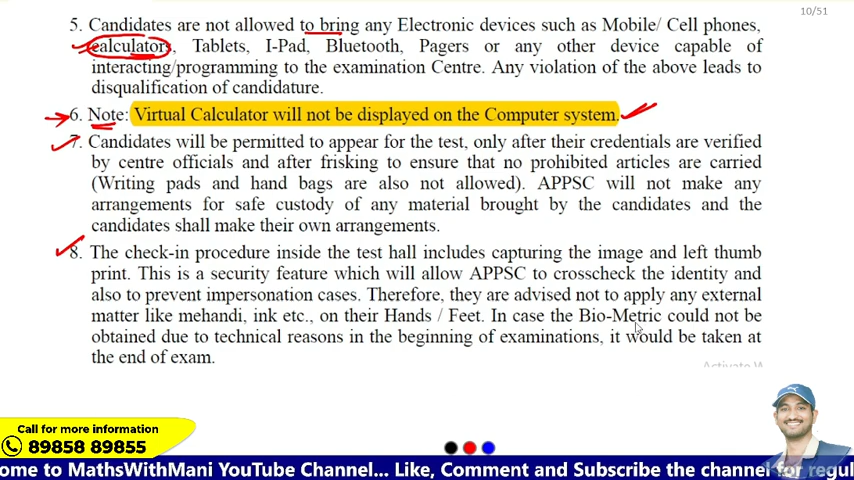 10/51
5. Candidates are not allowed to bring any Electronic devices such as Mobile/ Cell phones,
calculators, Tablets, I-Pad, Bluetooth, Pagers or any other device capable of
interacting/programming to the examination Centre. Any violation of the above leads to
disqualification of candidature.
6. Note: Virtual Calculator will not be displayed on the Computer system.
7. Candidates will be permitted to appear for the test, only after their credentials are verified
by centre officials and after frisking to ensure that no prohibited articles are carried
(Writing pads and hand bags are also not allowed). APPSC will not make any
arrangements for safe custody of any material brought by the candidates and the
candidates shall make their own arrangements.
8. The check-in procedure inside the test hall includes capturing the image and left thumb
print. This is a security feature which will allow APPSC to crosscheck the identity and
also to prevent impersonation cases. Therefore, they are advised not to apply any external
matter like mehandi, ink etc., on their Hands / Feet. In case the Bio-Metric could not be
obtained due to technical reasons in the beginning of examinations, it would be taken at
the end of exam.
Activate W
Call for more information
89858 89855
ome to MathsWithMani YouTube Channel... Like, Comment and Subscribe the channel for regul